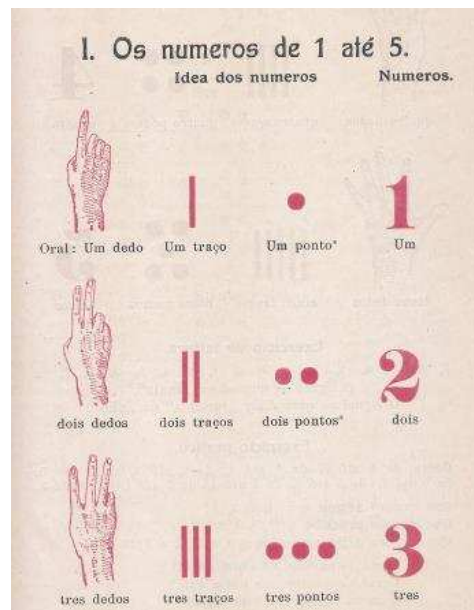 I. Os numeros de 1 até 5.
Idea dos numeros Numeros.
1
Oral: Um dedo Um traço Um ponto* Um
2
dois dedos dois traços dois pontos* dois
3
tres dedos tres traços tres pontos tres